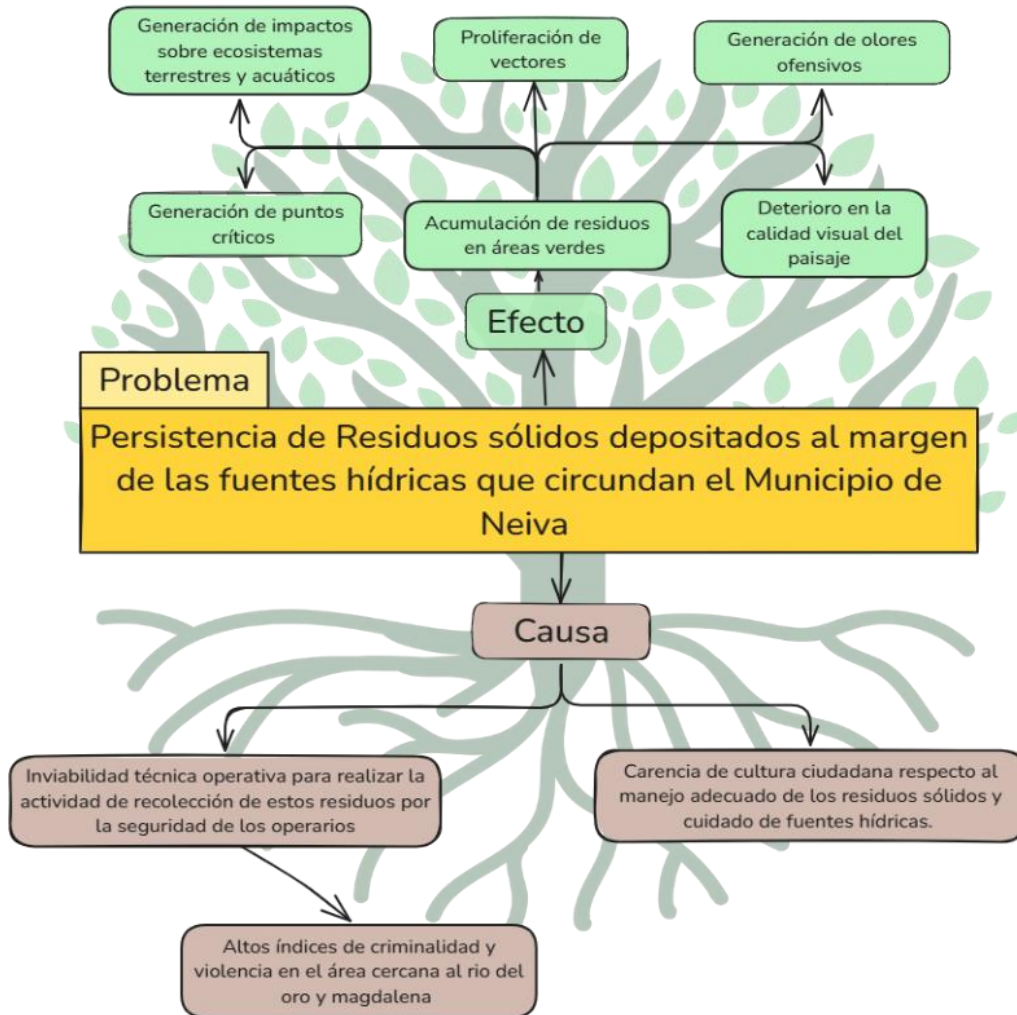 Generación de impactos
sobre ecosistemas
terrestres y acuáticos
Proliferación de
vectores
Generación de olores
ofensivos
Generación de puntos
críticos
Acumulación de residuos
en áreas verdes
Deterioro en la
calidad visual del
paisaje
Efecto
Problema
Persistencia de Residuos sólidos depositados al margen
de las fuentes hídricas que circundan el Municipio de
Neiva
Causa
Inviabilidad técnica operativa para realizar la
actividad de recolección de estos residuos por
la seguridad de los operarios
Carencia de cultura ciudadana respecto al
manejo adecuado de los residuos sólidos y
cuidado de fuentes hídricas.
Altos índices de criminalidad y
violencia en el área cercana al rio del
oro y magdalena